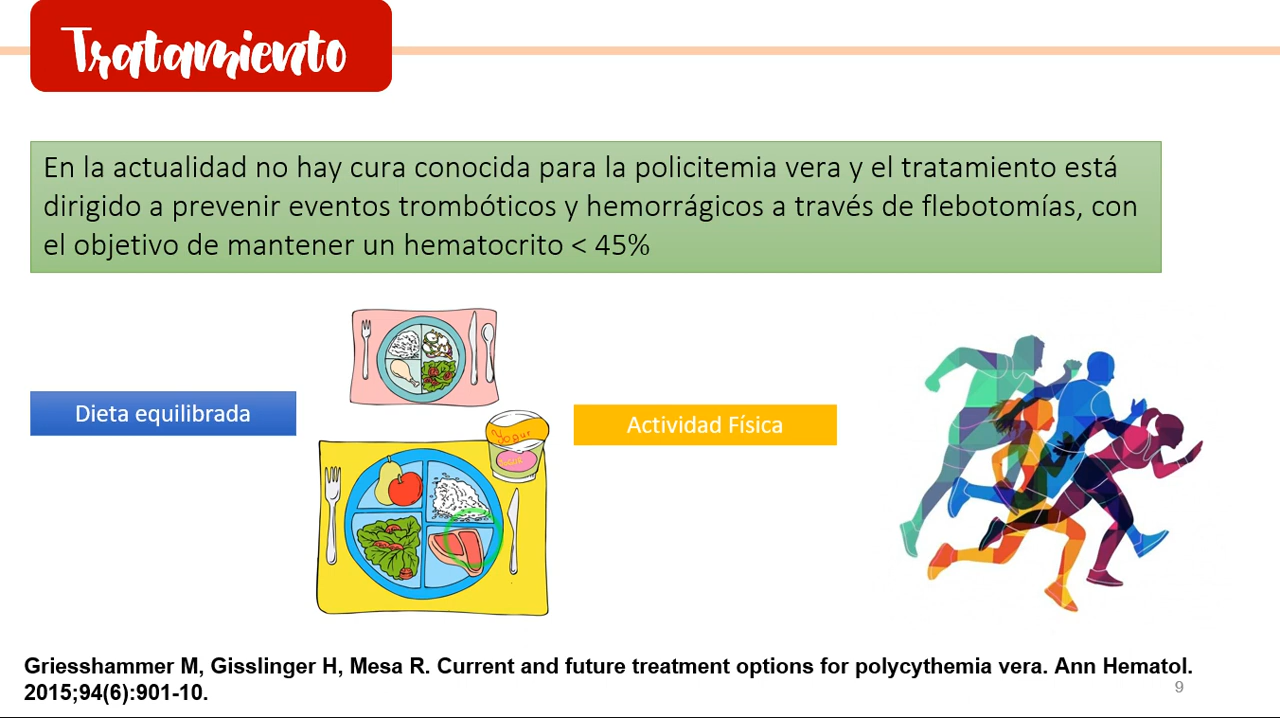 Tratamiento
En la actualidad no hay cura conocida para la policitemia vera y el tratamiento está
dirigido a prevenir eventos trombóticos y hemorrágicos a través de flebotomías, con
el objetivo de mantener un hematocrito < 45%
Dieta equilibrada
Yogur
Actividad Física
Griesshammer M, Gisslinger H, Mesa R. Current and future treatment options for polycythemia vera. Ann Hematol.
2015;94(6):901-10.
9